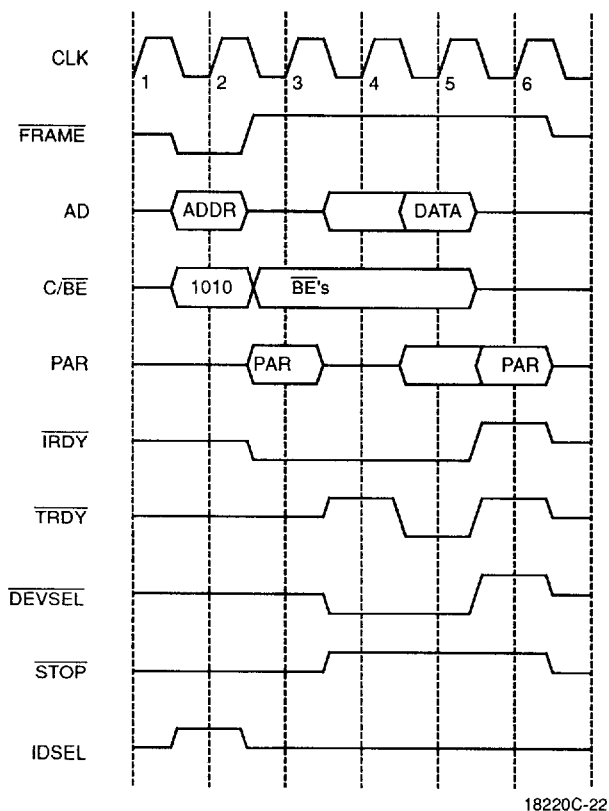 CLK
1 2 3 4 5 6
FRAME
AD ADDR DATA
C/BE 1010 BE's
PAR PAR PAR
IRDY
TRDY
DEVSEL
STOP
IDSEL
18220C-22